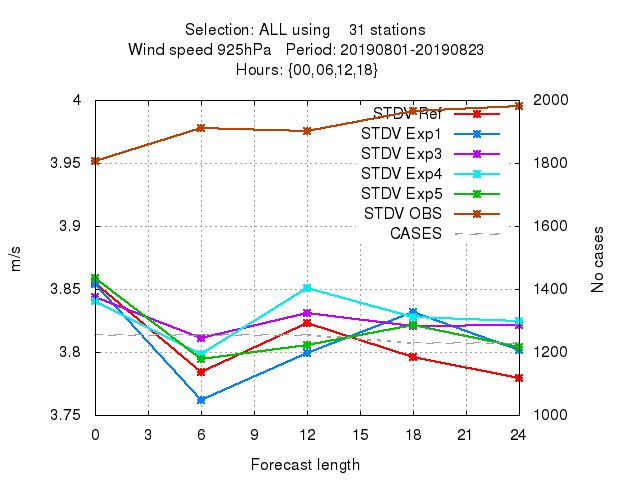 Selection: ALL using    31 stations
Wind speed 925hPa   Period: 20190801-20190823
Hours: {00,06,12,18}
4
3.95
3.9
3.85
3.8
3.75
m/s
STDV Ref
STDV Exp1
STDV Exp3
STDV Exp4
STDV Exp5
STDV OBS
CASES
2000
1800
1600
1400
1200
1000
No cases
0 3 6 9 12 15 18 21 24
Forecast length